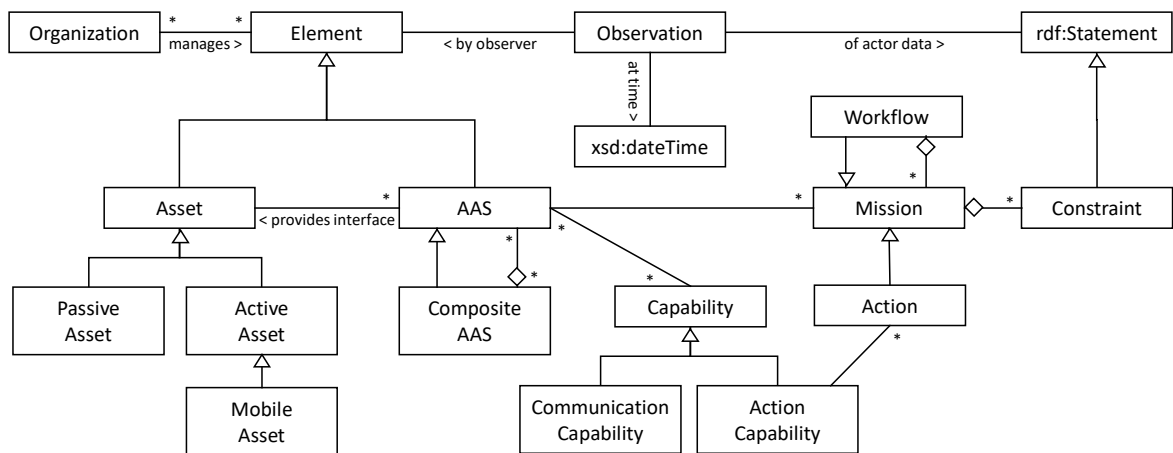 Organization
*
*
manages >
Element
< by observer
Observation
of actor data >
rdf:Statement
at time >
xsd:dateTime
Workflow
*
Asset
*
< provides interface
AAS
*
Mission
*
Constraint
*
*
*
*
Passive
Asset
Active
Asset
Composite
AAS
Capability
Action
*
Mobile
Asset
Communication
Capability
Action
Capability